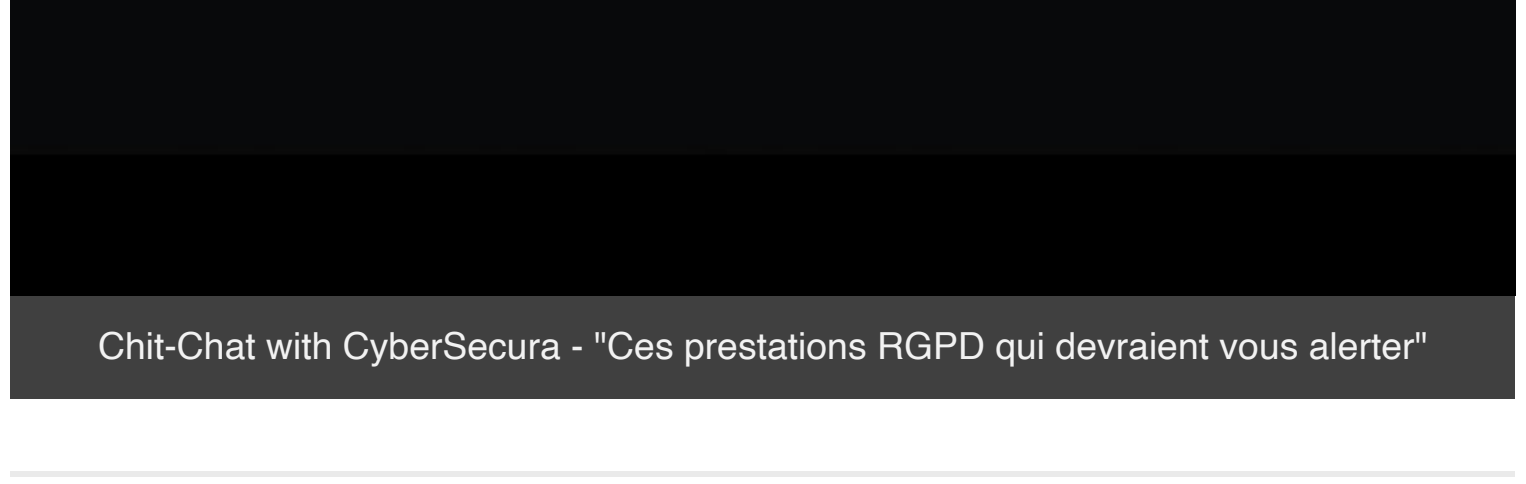 Chit-Chat with CyberSecura - "Ces prestations RGPD qui devraient vous alerter"